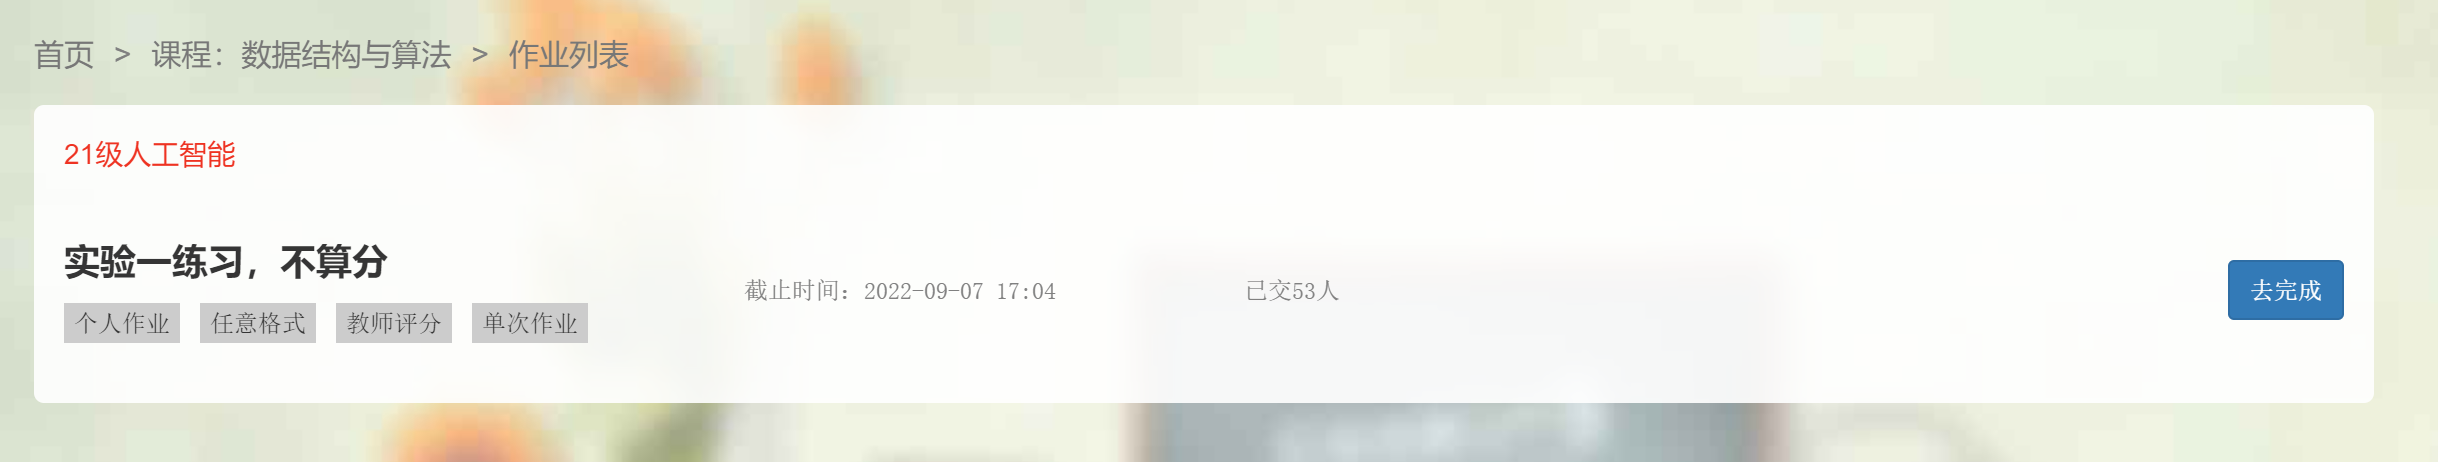 首页 > 课程：数据结构与算法 > 作业列表
21级人工智能
实验一练习，不算分
截止时间：2022-09-07 17:04
已交53人
去完成
个人作业 任意格式 教师评分 单次作业